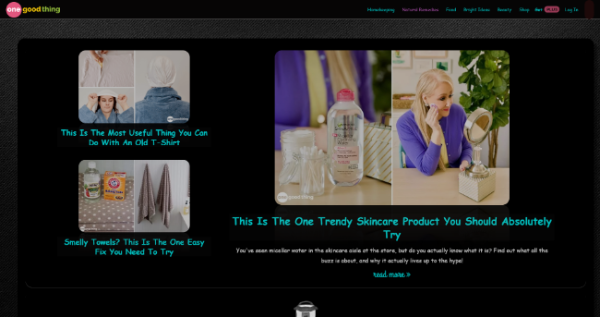 one goodthing
Housekeeping Natural Remedies Food Bright Ideas Beauty Shop Log In
This Is The Most Useful Thing You Can
Do With An Old T-Shirt
Smelly Towels? This Is The One Easy
Fix You Need To Try
This Is The One Trendy Skincare Product You Should Absolutely
Try
You've seen micellar water in the skincare aisle at the store, but do you actually know what it is? Find out what all the
buzz is about, and why it actually lives up to the hype!
read more »